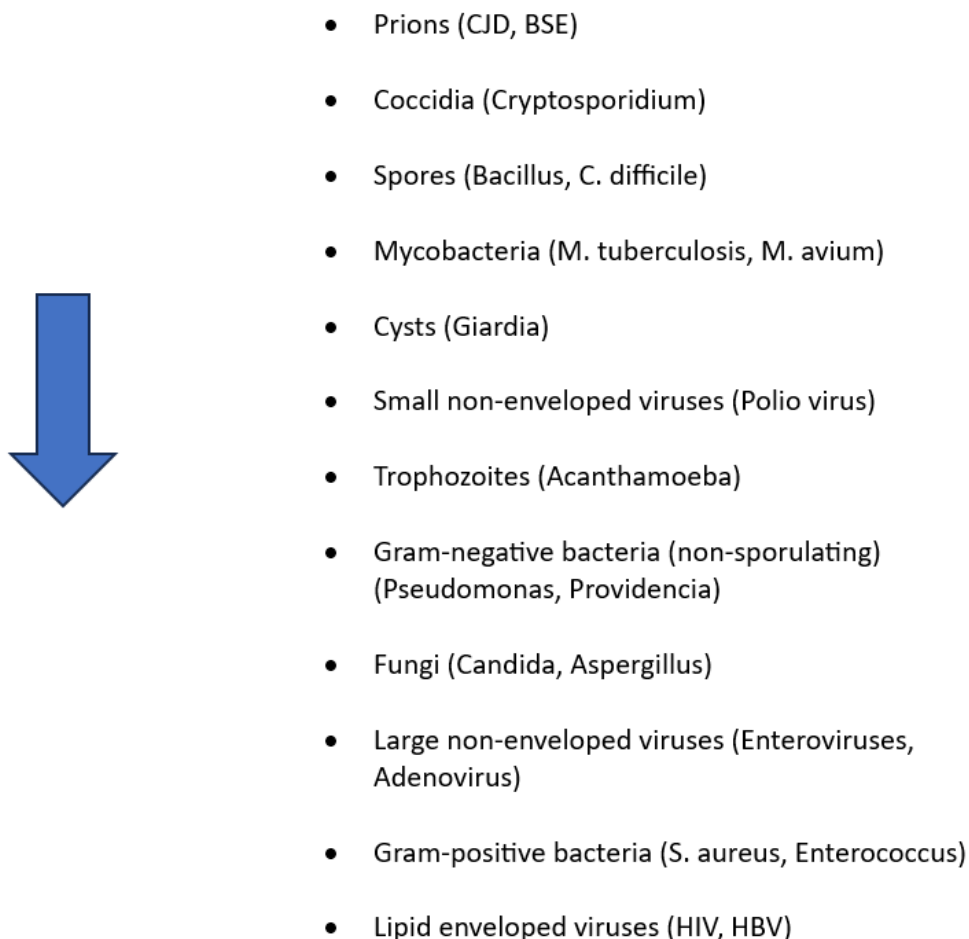 • Prions (CJD, BSE)
• Coccidia (Cryptosporidium)
• Spores (Bacillus, C. difficile)
• Mycobacteria (M. tuberculosis, M. avium)
• Cysts (Giardia)
• Small non-enveloped viruses (Polio virus)
• Trophozoites (Acanthamoeba)
• Gram-negative bacteria (non-sporulating)
(Pseudomonas, Providencia)
• Fungi (Candida, Aspergillus)
• Large non-enveloped viruses (Enteroviruses,
Adenovirus)
• Gram-positive bacteria (S. aureus, Enterococcus)
• Lipid enveloped viruses (HIV, HBV)